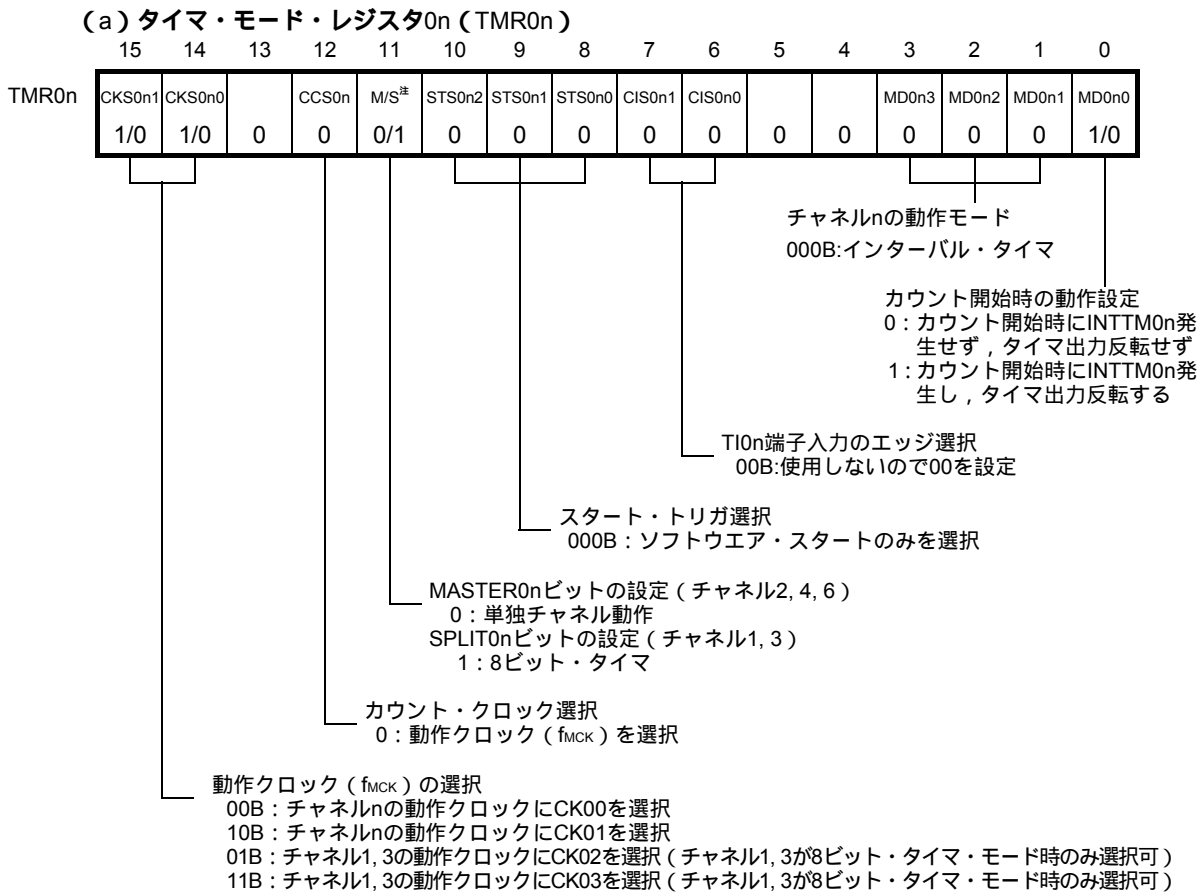 (a)タイマ・モード・レジスタ0n(TMR0n)
15 14 13 12 11 10 9 8 7 6 5 4 3 2 1 0
TMR0n
CKS0n1 CKS0n0 CCS0n M/S注 STS0n2 STS0n1 STS0n0 CIS0n1 CIS0n0 MD0n3 MD0n2 MD0n1 MD0n0
1/0 1/0 0 0 0/1 0 0 0 0 0 0 0 0 0 0 1/0
チャネルnの動作モード
000B:インターバル・タイマ
カウント開始時の動作設定
0:カウント開始時にINTTM0n発
生せず,タイマ出力反転せず
1:カウント開始時にINTTM0n発
生し,タイマ出力反転する
TI0n端子入力のエッジ選択
00B:使用しないので00を設定
スタート・トリガ選択
000B:ソフトウエア・スタートのみを選択
MASTER0nビットの設定(チャネル2, 4, 6)
0:単独チャネル動作
SPLIT0nビットの設定(チャネル1, 3)
1:8ビット・タイマ
カウント・クロック選択
0:動作クロック(fMCK)を選択
動作クロック(fMCK)の選択
00B:チャネルnの動作クロックにCK00を選択
10B:チャネルnの動作クロックにCK01を選択
01B:チャネル1, 3の動作クロックにCK02を選択(チャネル1, 3が8ビット・タイマ・モード時のみ選択可)
11B:チャネル1, 3の動作クロックにCK03を選択(チャネル1, 3が8ビット・タイマ・モード時のみ選択可)